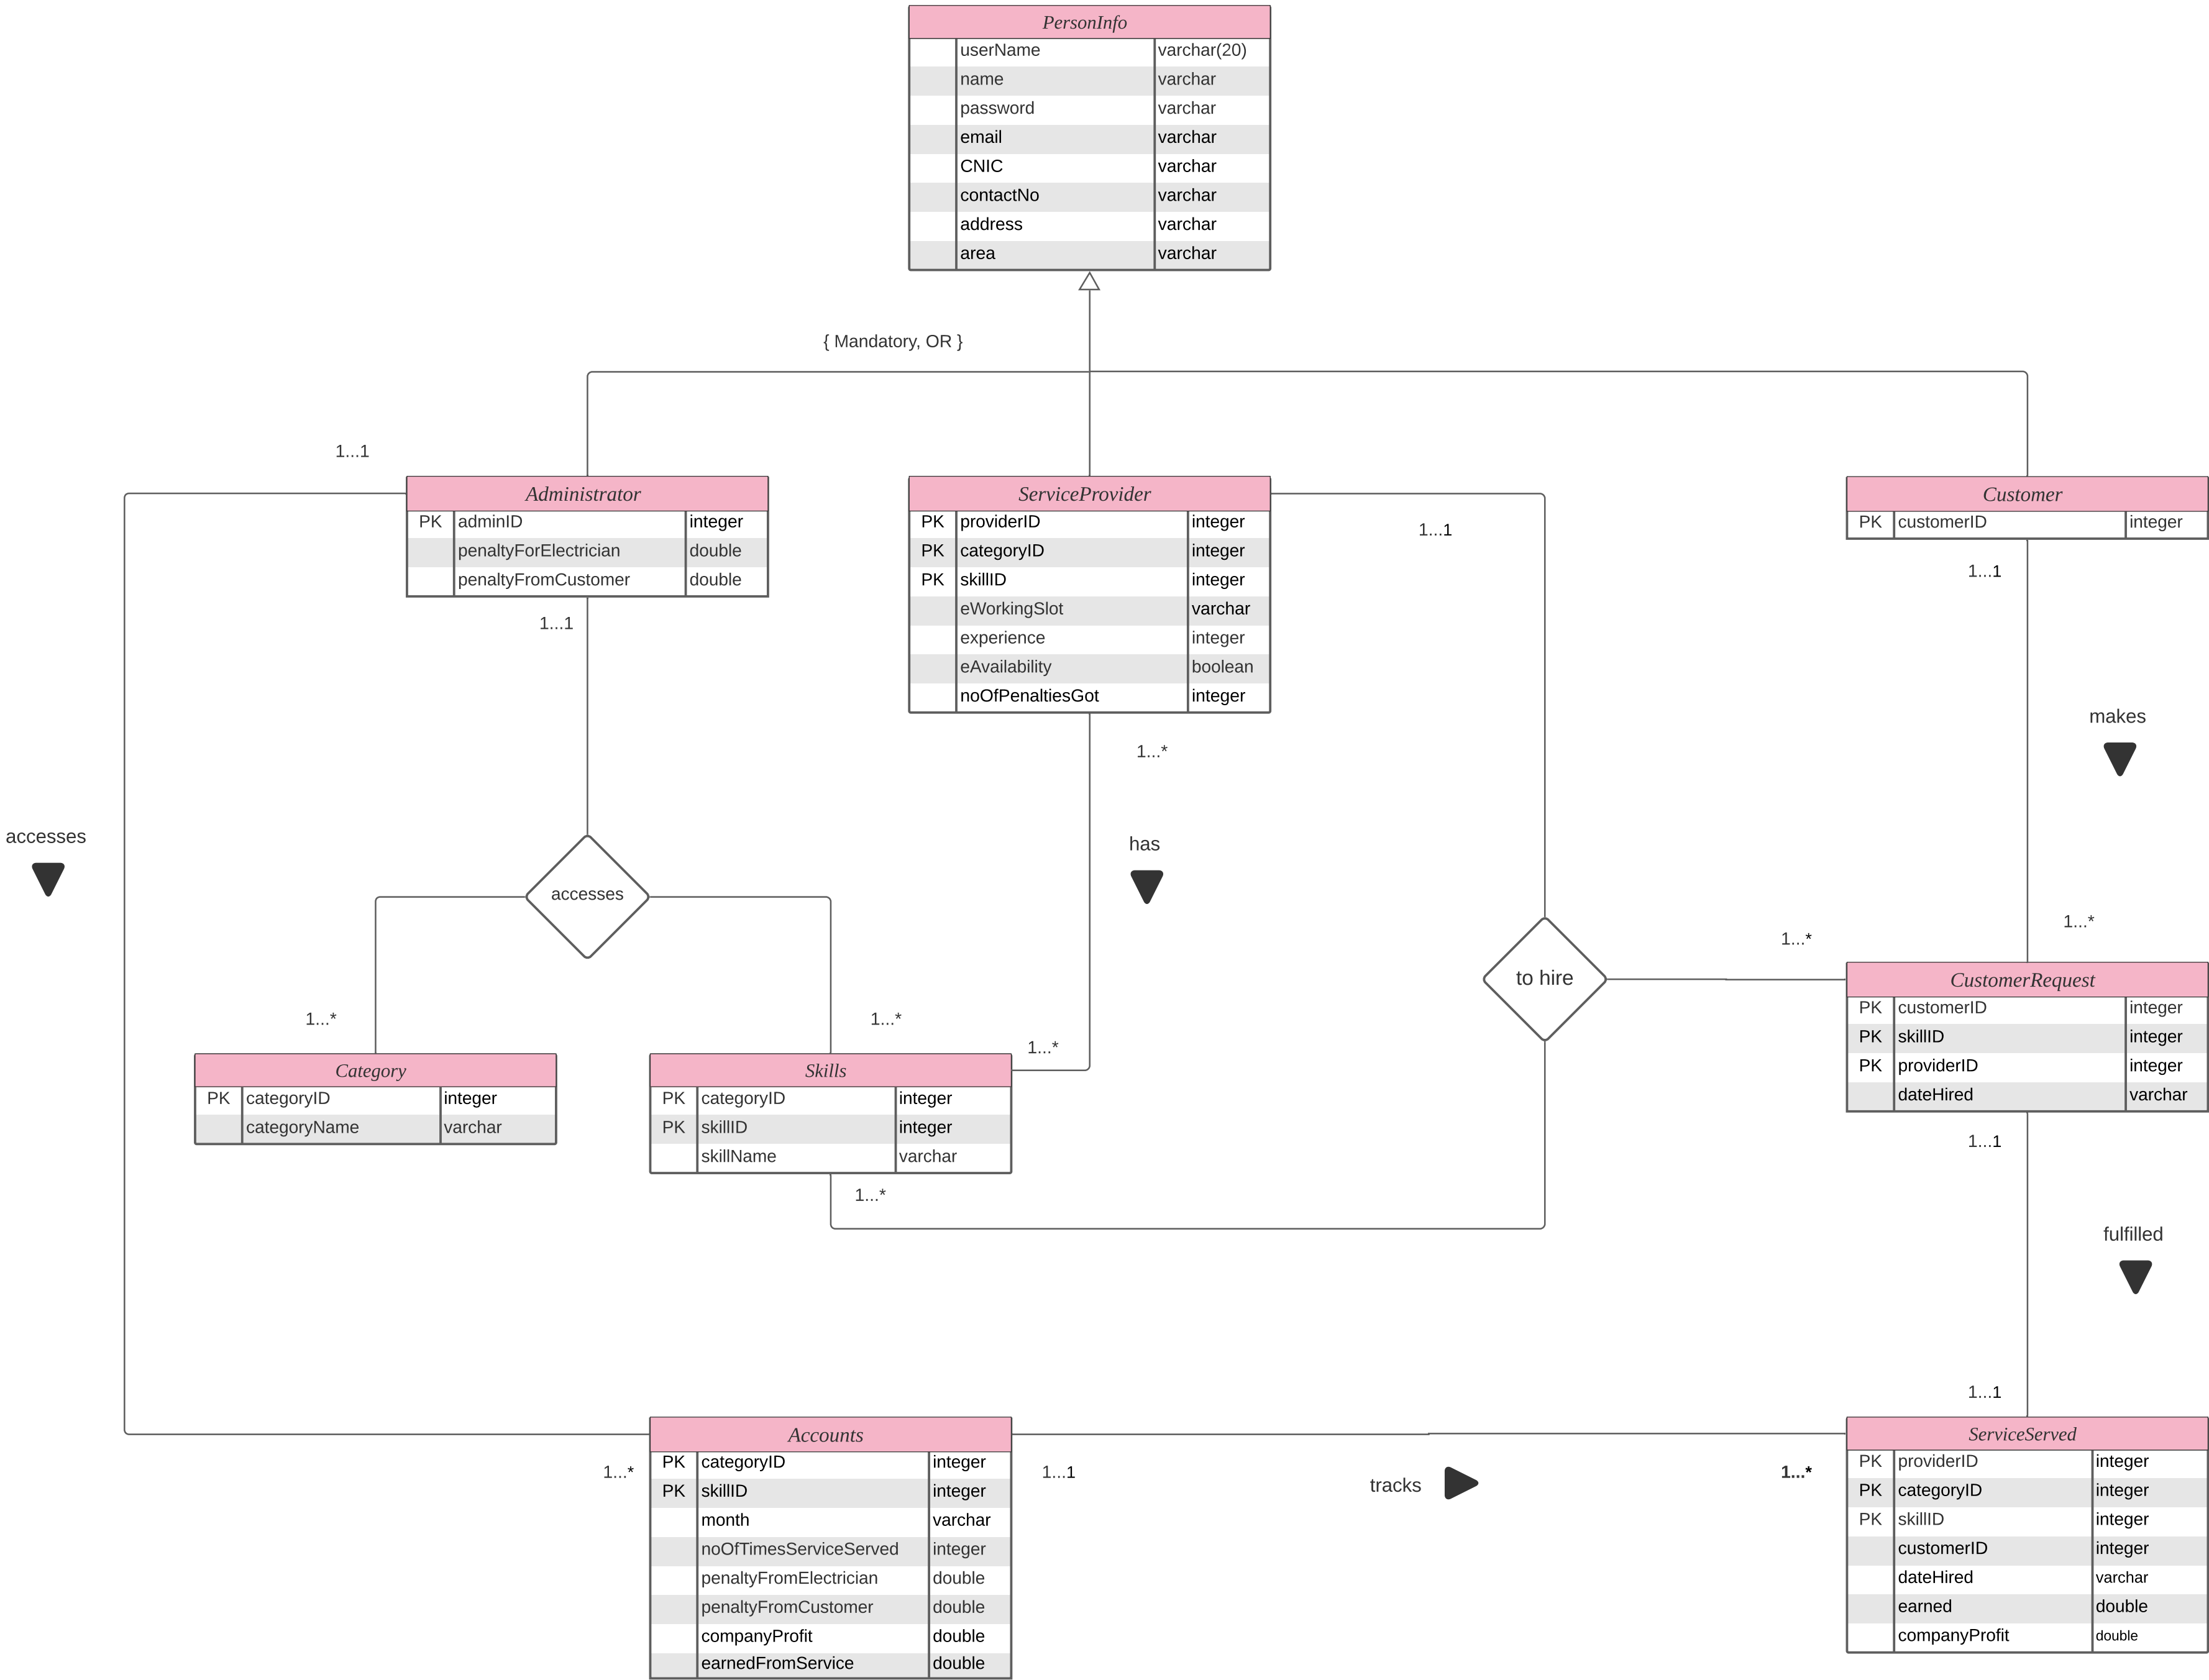 PersonInfo
userName varchar(20)
name varchar
password varchar
email varchar
CNIC varchar
contactNo varchar
address varchar
area varchar
{ Mandatory, OR }
1...1
Administrator
PK adminID integer
penaltyForElectrician double
penaltyFromCustomer double
1...1
ServiceProvider
PK providerID integer
PK categoryID integer
PK skillID integer
eWorkingSlot varchar
experience integer
eAvailability boolean
noOfPenaltiesGot integer
1...*
1...1
Customer
PK customerID integer
1...1
makes
accesses
accesses
has
1...*
1...*
to hire
1...*
1...*
1...*
Category
PK categoryID integer
categoryName varchar
Skills
PK categoryID integer
PK skillID integer
skillName varchar
1...*
CustomerRequest
PK customerID integer
PK skillID integer
PK providerID integer
dateHired varchar
1...1
fulfilled
1...1
Accounts
PK categoryID integer
PK skillID integer
month varchar
noOfTimesServiceServed integer
penaltyFromElectrician double
penaltyFromCustomer double
companyProfit double
earnedFromService double
1...*
1...1
tracks
1...*
ServiceServed
PK providerID integer
PK categoryID integer
PK skillID integer
customerID integer
dateHired varchar
earned double
companyProfit double